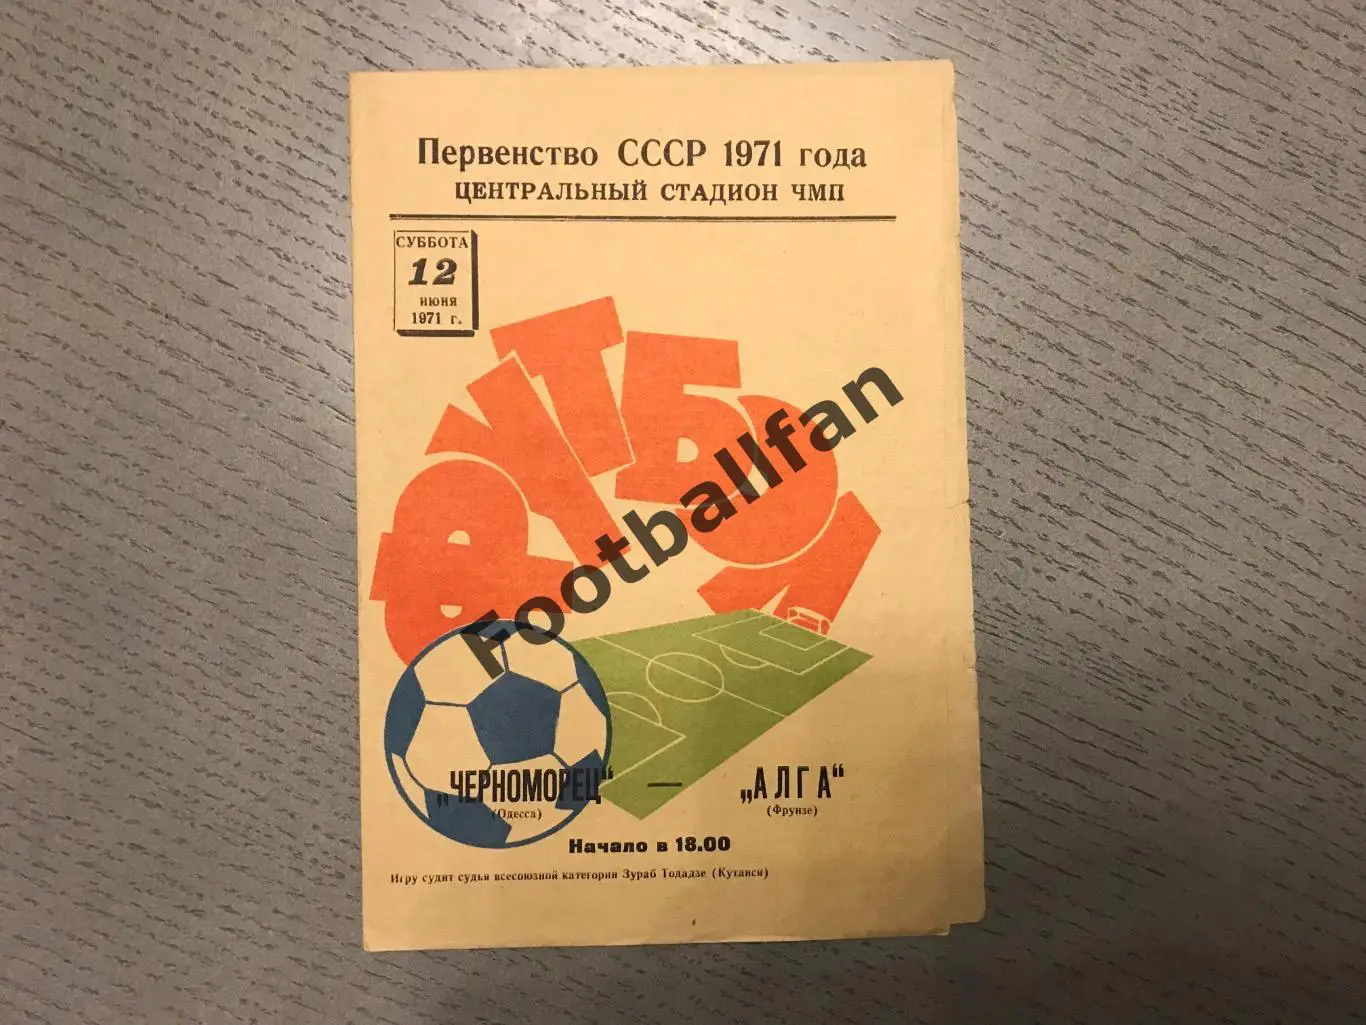 Первенство СССР 1971 года
ЦЕНТРАЛЬНЫЙ СТАДИОН ЧМП
СУББОТА
12
ИЮНЯ
1971 г.
ФУТБОЛ
Footballfan
„ЧЕРНОМОРЕЦ“ — „АЛГА“
(Одесса) (Фрунзе)
Начало в 18.00
Игру судит судья всесоюзной категории Зураб Тодадзе (Кутаиси)